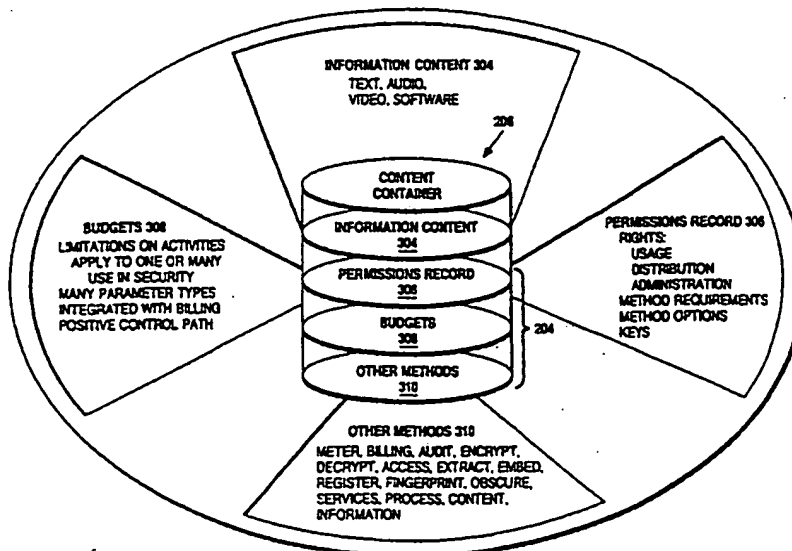 INFORMATION CONTENT 304
TEXT, AUDIO,
VIDEO, SOFTWARE
CONTENT
CONTAINER
INFORMATION CONTENT
304
PERMISSIONS RECORD
306
BUDGETS
308
OTHER METHODS
310
204
BUDGETS 308
LIMITATIONS ON ACTIVITIES
APPLY TO ONE OR MANY
USE IN SECURITY
MANY PARAMETER TYPES
INTEGRATED WITH BILLING
POSITIVE CONTROL PATH
PERMISSIONS RECORD 306
RIGHTS:
USAGE
DISTRIBUTION
ADMINISTRATION
METHOD REQUIREMENTS
METHOD OPTIONS
KEYS
OTHER METHODS 310
METER, BILLING, AUDIT, ENCRYPT,
DECRYPT, ACCESS, EXTRACT, EMBED,
REGISTER, FINGERPRINT, OBSCURE,
SERVICES, PROCESS, CONTENT,
INFORMATION